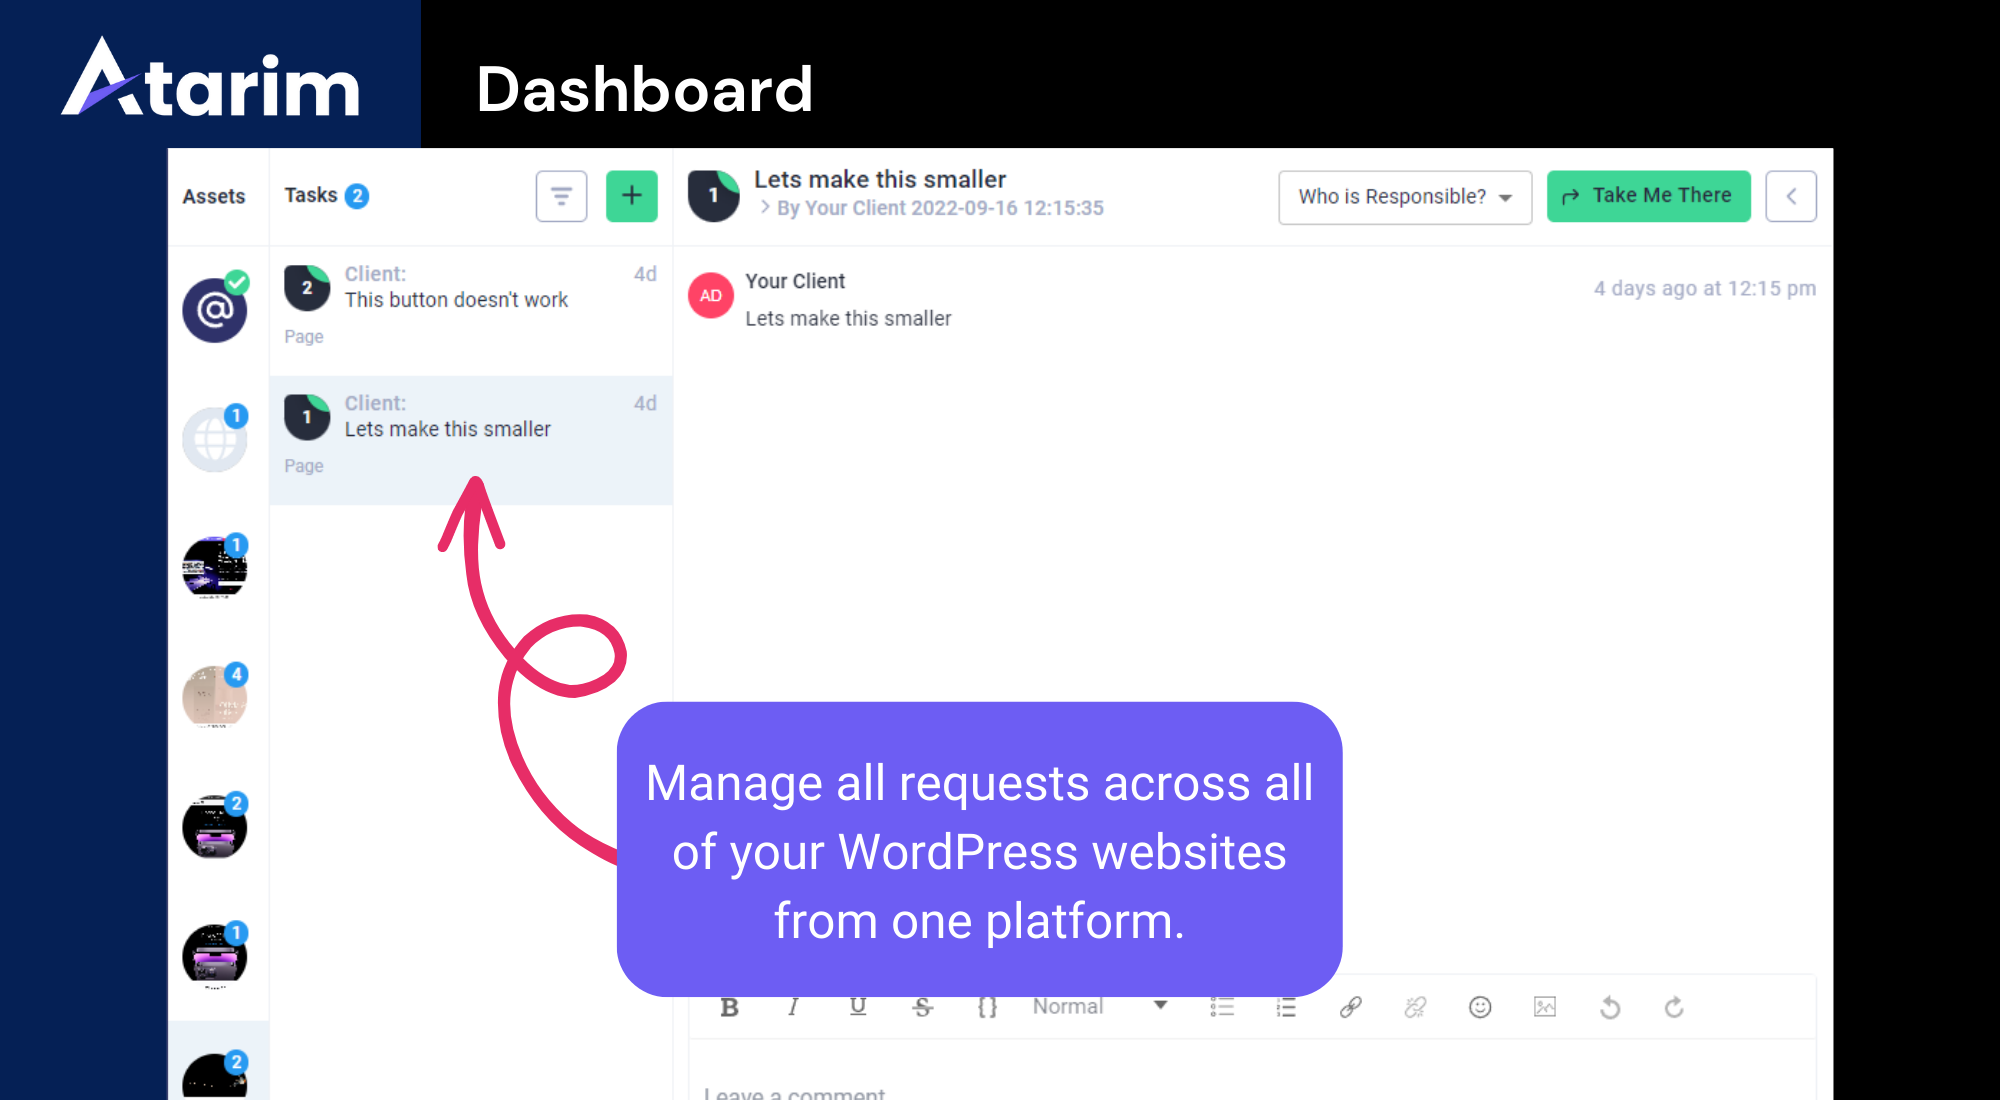 Atarim
Dashboard
Assets
Tasks 2
+
1
Lets make this smaller
By Your Client 2022-09-16 12:15:35
Who is Responsible?
Take Me There
@
2
Client:
4d
This button doesn't work
Page
AD
Your Client
4 days ago at 12:15 pm
Lets make this smaller
1
1
Client:
4d
Lets make this smaller
Page
1
4
2
1
2
Manage all requests across all
of your WordPress websites
from one platform.
B I U S {} Normal
Leave a comment